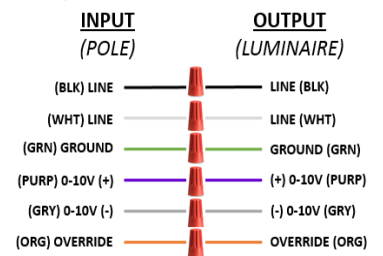 INPUT OUTPUT
(POLE) (LUMINAIRE)
(BLK) LINE LINE (BLK)
(WHT) LINE LINE (WHT)
(GRN) GROUND GROUND (GRN)
(PURP) 0-10V (+) (+) 0-10V (PURP)
(GRY) 0-10V (-) (-) 0-10V (GRY)
(ORG) OVERRIDE OVERRIDE (ORG)